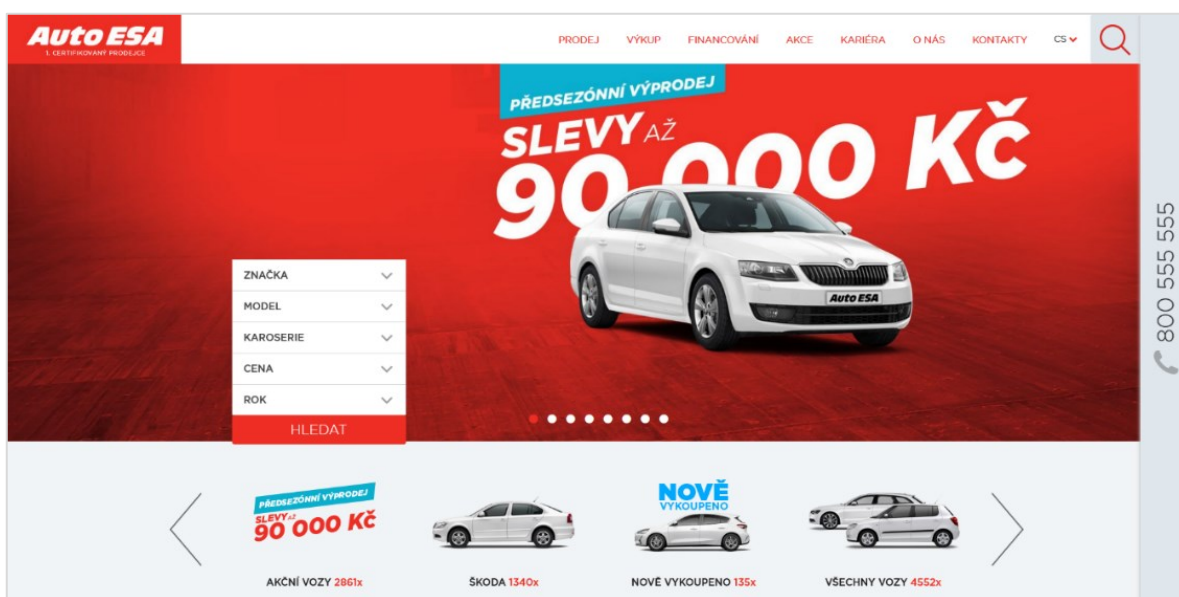 Auto ESA
1. CERTIFIKOVANÝ PRODEJCE
PRODEJ VÝKUP FINANCOVÁNÍ AKCE KARIÉRA O NÁS KONTAKTY CS
PŘEDSEZÓNNÍ VÝPRODEJ
SLEVY AŽ
90 000 Kč
Auto ESA
800 555 555
ZNAČKA
MODEL
KAROSERIE
CENA
ROK
HLEDAT
PŘEDSEZÓNNÍ VÝPRODEJ
SLEVY AŽ
90 000 Kč
NOVĚ
VYKOUPENO
AKČNÍ VOZY 2861x
ŠKODA 1340x
NOVĚ VYKOUPENO 135x
VŠECHNY VOZY 4552x